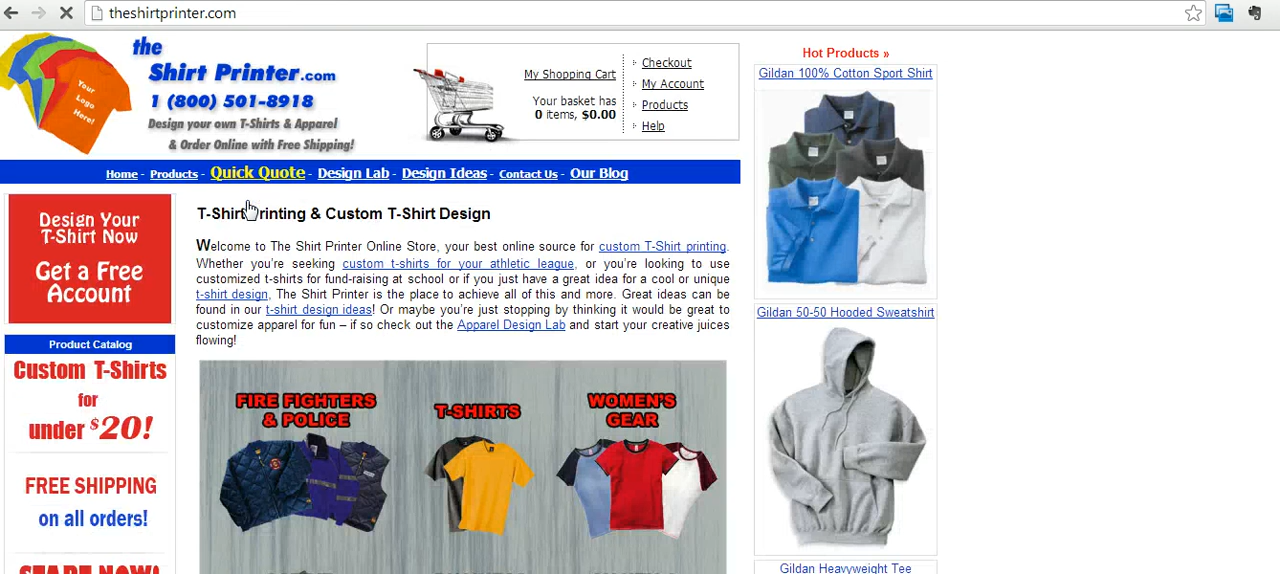 theshirtprinter.com
Your
Logo
Here!
the
Shirt Printer.com
1 (800) 501-8918
Design your own T-Shirts & Apparel
& Order Online with Free Shipping!
My Shopping Cart
Your basket has
0 items, $0.00
Checkout
My Account
Products
Help
Home - Products - Quick Quote - Design Lab - Design Ideas - Contact Us - Our Blog
Design Your
T-Shirt Now
Get a Free
Account
Product Catalog
Custom T-Shirts
for
under $20!
FREE SHIPPING
on all orders!
START NOW!
T-Shirt Printing & Custom T-Shirt Design
Welcome to The Shirt Printer Online Store, your best online source for custom T-Shirt printing.
Whether you're seeking custom t-shirts for your athletic league, or you're looking to use
customized t-shirts for fund-raising at school or if you just have a great idea for a cool or unique
t-shirt design, The Shirt Printer is the place to achieve all of this and more. Great ideas can be
found in our t-shirt design ideas! Or maybe you're just stopping by thinking it would be great to
customize apparel for fun – if so check out the Apparel Design Lab and start your creative juices
flowing!
FIRE FIGHTERS
& POLICE
T-SHIRTS
WOMEN'S
GEAR
Hot Products »
Gildan 100% Cotton Sport Shirt
Gildan 50-50 Hooded Sweatshirt
Gildan Heavyweight Tee